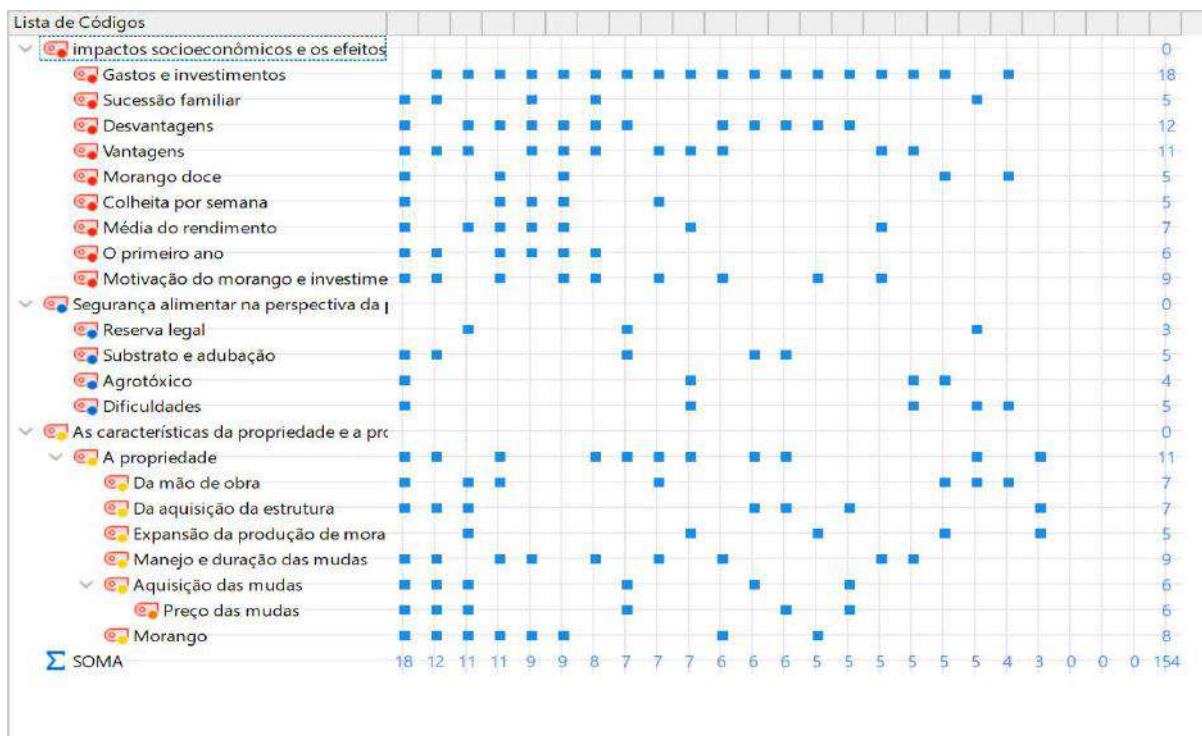 Lista de Códigos
impactos socioeconômicos e os efeitos 0
Gastos e investimentos 18
Sucessão familiar 5
Desvantagens 12
Vantagens 11
Morango doce 5
Colheita por semana 5
Média do rendimento 7
O primeiro ano 6
Motivação do morango e investime 9
Segurança alimentar na perspectiva da p 0
Reserva legal 3
Substrato e adubação 5
Agrotóxico 4
Dificuldades 5
As características da propriedade e a pro 0
A propriedade 11
Da mão de obra 7
Da aquisição da estrutura 7
Expansão da produção de mora 5
Manejo e duração das mudas 9
Aquisição das mudas 6
Preço das mudas 6
Morango 8
Σ SOMA 18 12 11 11 9 9 8 7 7 7 6 6 6 5 5 5 5 5 5 4 3 0 0 0 154